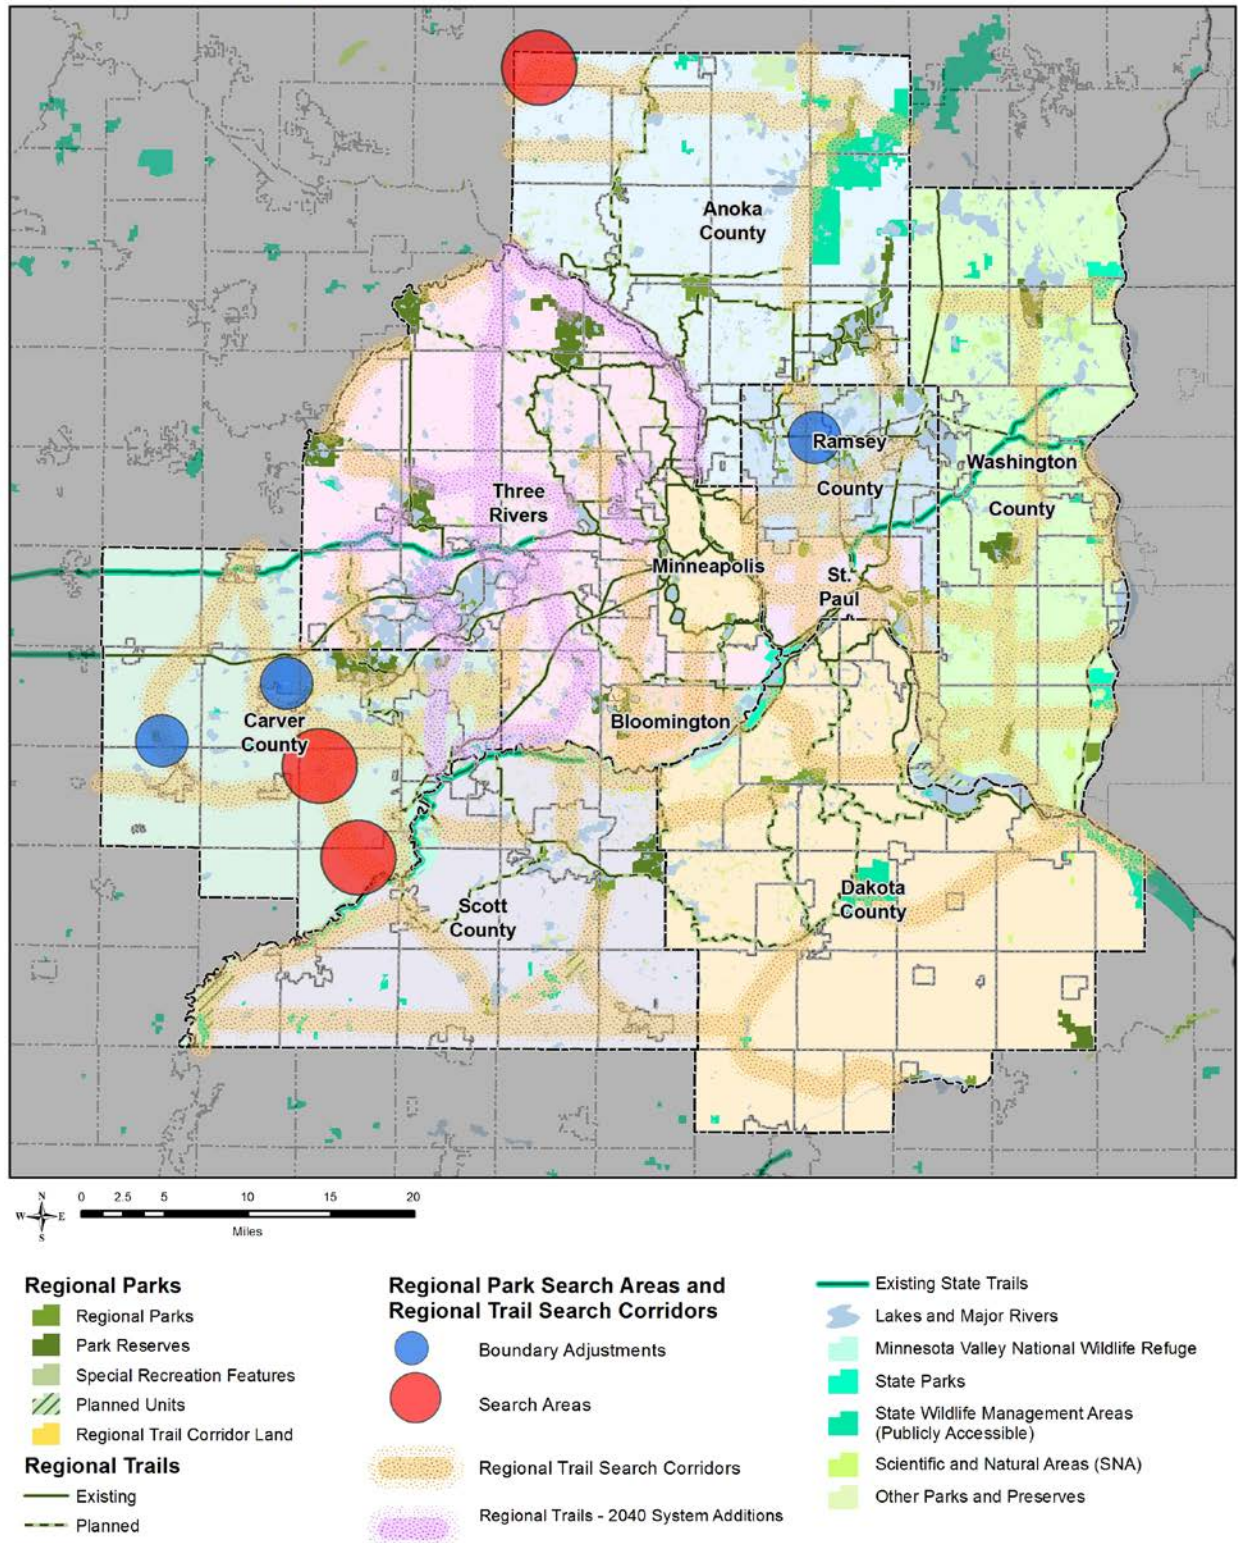 Anoka
County
Ramsey
County
Washington
County
Three
Rivers
Minneapolis
St.
Paul
Bloomington
Carver
County
Scott
County
Dakota
County
N
W E
S
0 2.5 5 10 15 20
Miles
Regional Parks
Regional Parks
Park Reserves
Special Recreation Features
Planned Units
Regional Trail Corridor Land
Regional Trails
Existing
Planned
Regional Park Search Areas and
Regional Trail Search Corridors
Boundary Adjustments
Search Areas
Regional Trail Search Corridors
Regional Trails - 2040 System Additions
Existing State Trails
Lakes and Major Rivers
Minnesota Valley National Wildlife Refuge
State Parks
State Wildlife Management Areas
(Publicly Accessible)
Scientific and Natural Areas (SNA)
Other Parks and Preserves